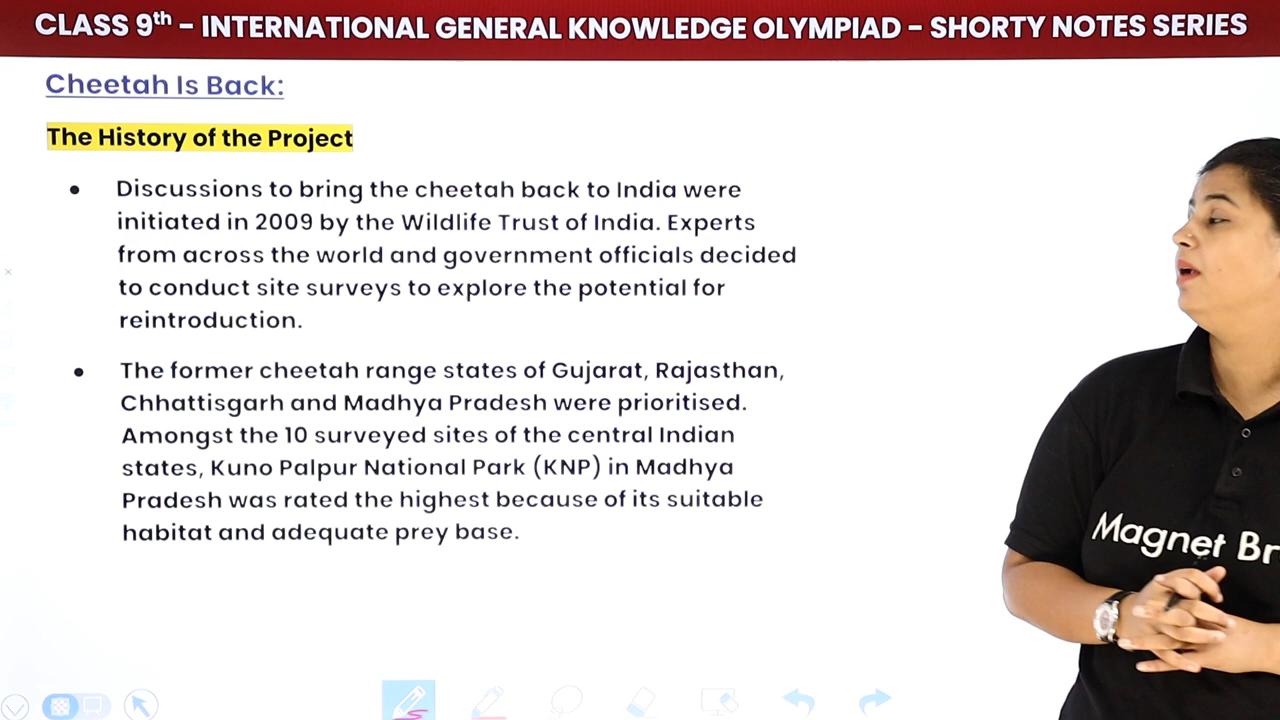 CLASS 9th – INTERNATIONAL GENERAL KNOWLEDGE OLYMPIAD – SHORTY NOTES SERIES
Cheetah Is Back:
The History of the Project
• Discussions to bring the cheetah back to India were
initiated in 2009 by the Wildlife Trust of India. Experts
from across the world and government officials decided
to conduct site surveys to explore the potential for
reintroduction.
• The former cheetah range states of Gujarat, Rajasthan,
Chhattisgarh and Madhya Pradesh were prioritised.
Amongst the 10 surveyed sites of the central Indian
states, Kuno Palpur National Park (KNP) in Madhya
Pradesh was rated the highest because of its suitable
habitat and adequate prey base.
Magnet Br